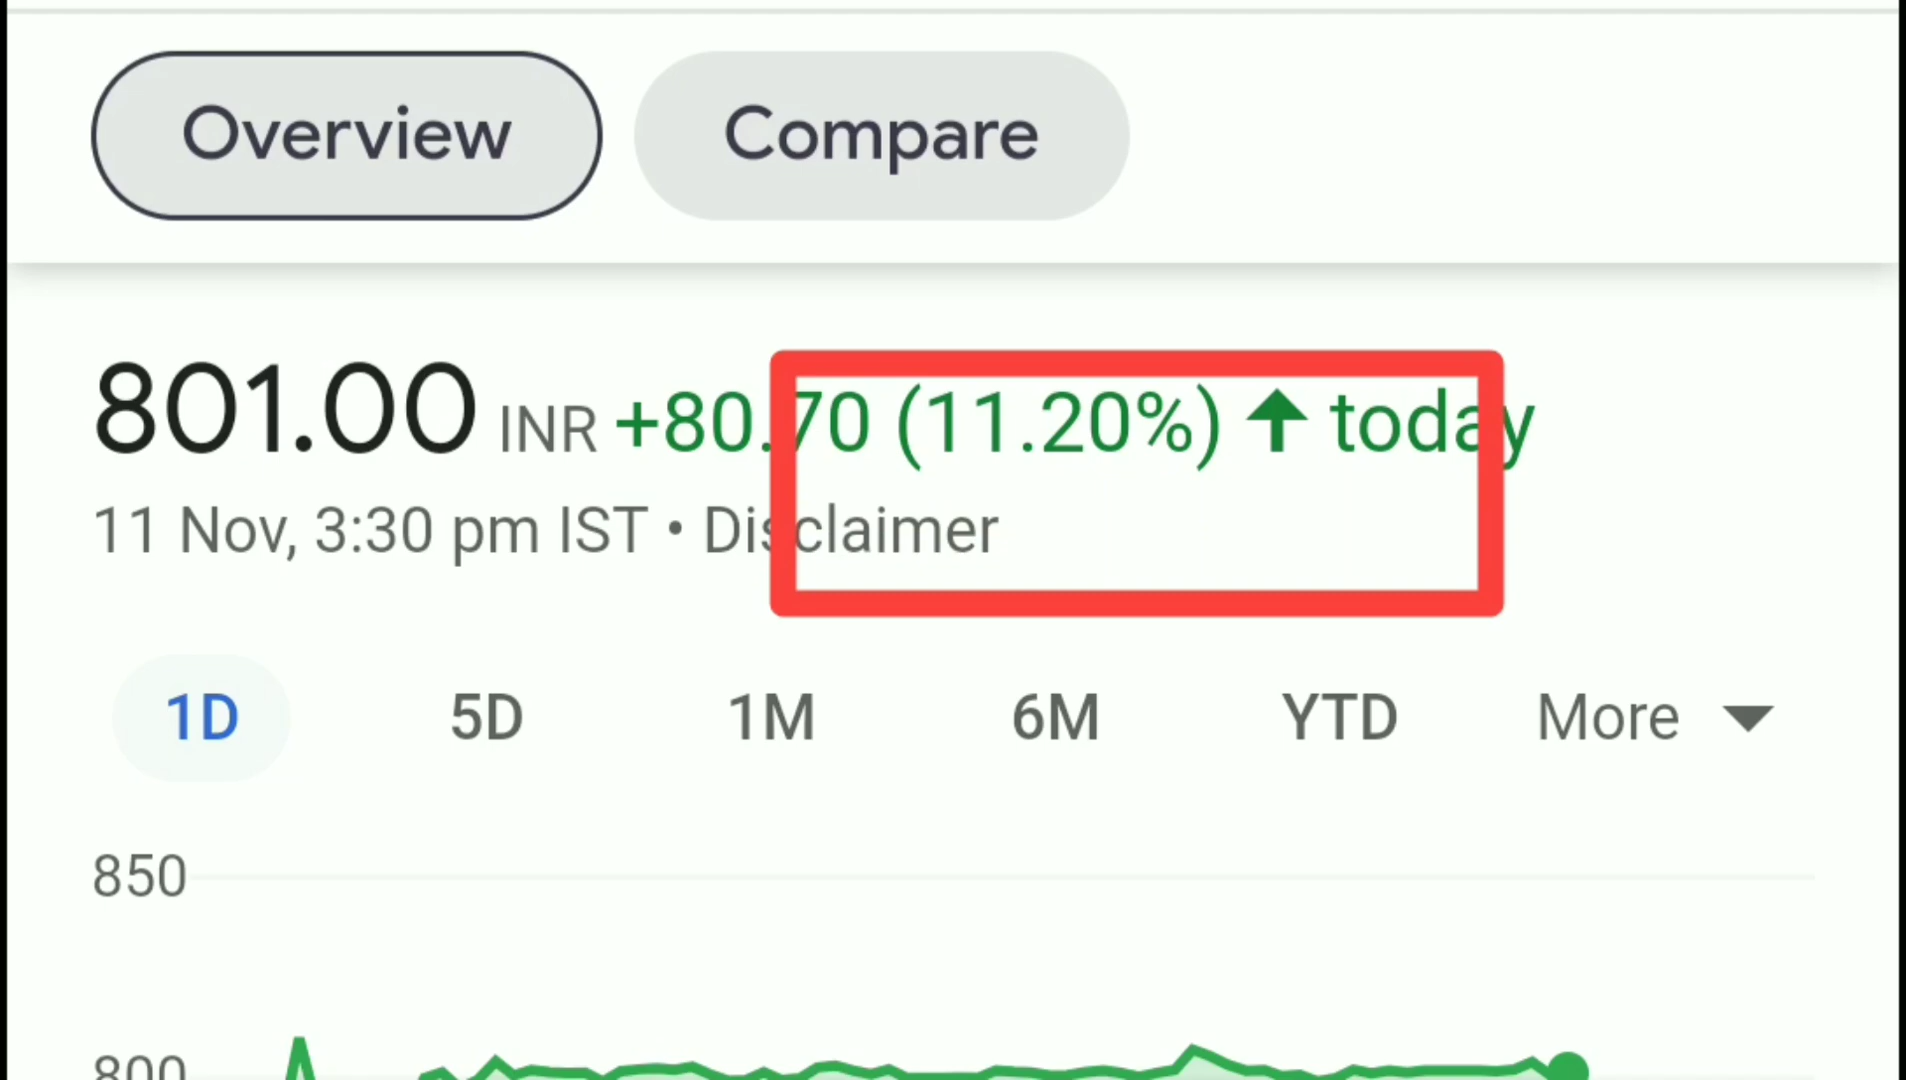 Overview Compare
801.00 INR +80.70 (11.20%) ↑ today
11 Nov, 3:30 pm IST • Disclaimer
1D 5D 1M 6M YTD More
850
800